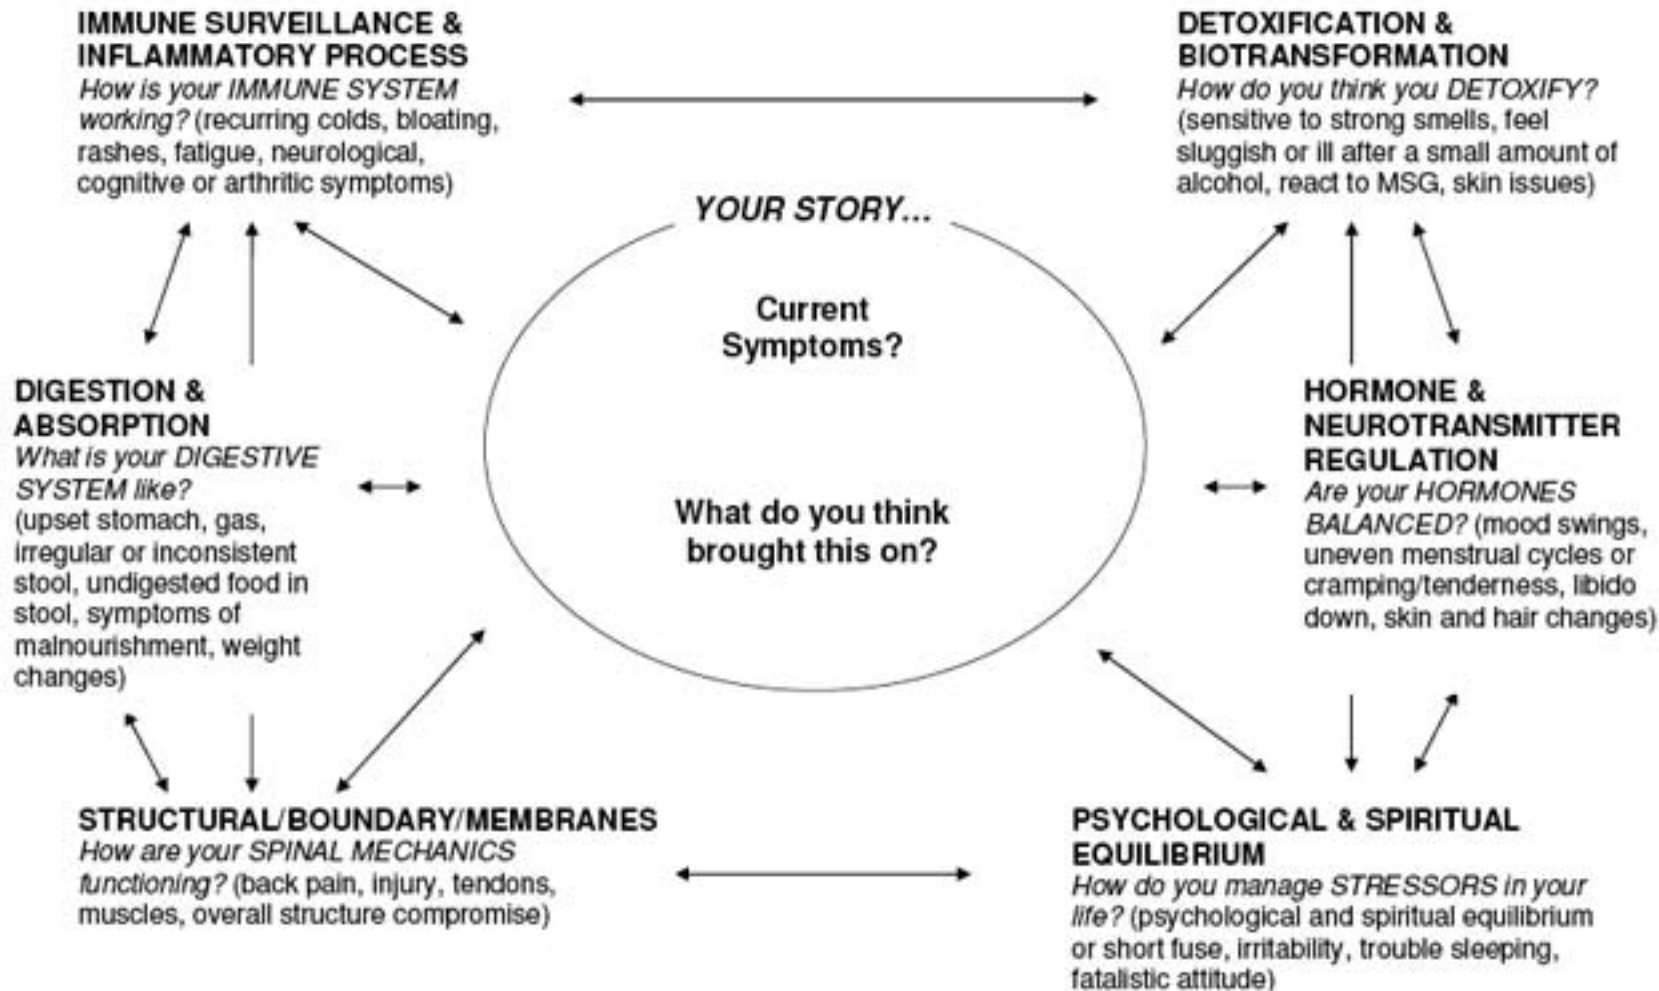 IMMUNE SURVEILLANCE &
INFLAMMATORY PROCESS
How is your IMMUNE SYSTEM
working? (recurring colds, bloating,
rashes, fatigue, neurological,
cognitive or arthritic symptoms)
DETOXIFICATION &
BIOTRANSFORMATION
How do you think you DETOXIFY?
(sensitive to strong smells, feel
sluggish or ill after a small amount of
alcohol, react to MSG, skin issues)
YOUR STORY...
Current
Symptoms?
What do you think
brought this on?
DIGESTION &
ABSORPTION
What is your DIGESTIVE
SYSTEM like?
(upset stomach, gas,
irregular or inconsistent
stool, undigested food in
stool, symptoms of
malnourishment, weight
changes)
HORMONE &
NEUROTRANSMITTER
REGULATION
Are your HORMONES
BALANCED? (mood swings,
uneven menstrual cycles or
cramping/tenderness, libido
down, skin and hair changes)
STRUCTURAL/BOUNDARY/MEMBRANES
How are your SPINAL MECHANICS
functioning? (back pain, injury, tendons,
muscles, overall structure compromise)
PSYCHOLOGICAL & SPIRITUAL
EQUILIBRIUM
How do you manage STRESSORS in your
life? (psychological and spiritual equilibrium
or short fuse, irritability, trouble sleeping,
fatalistic attitude)